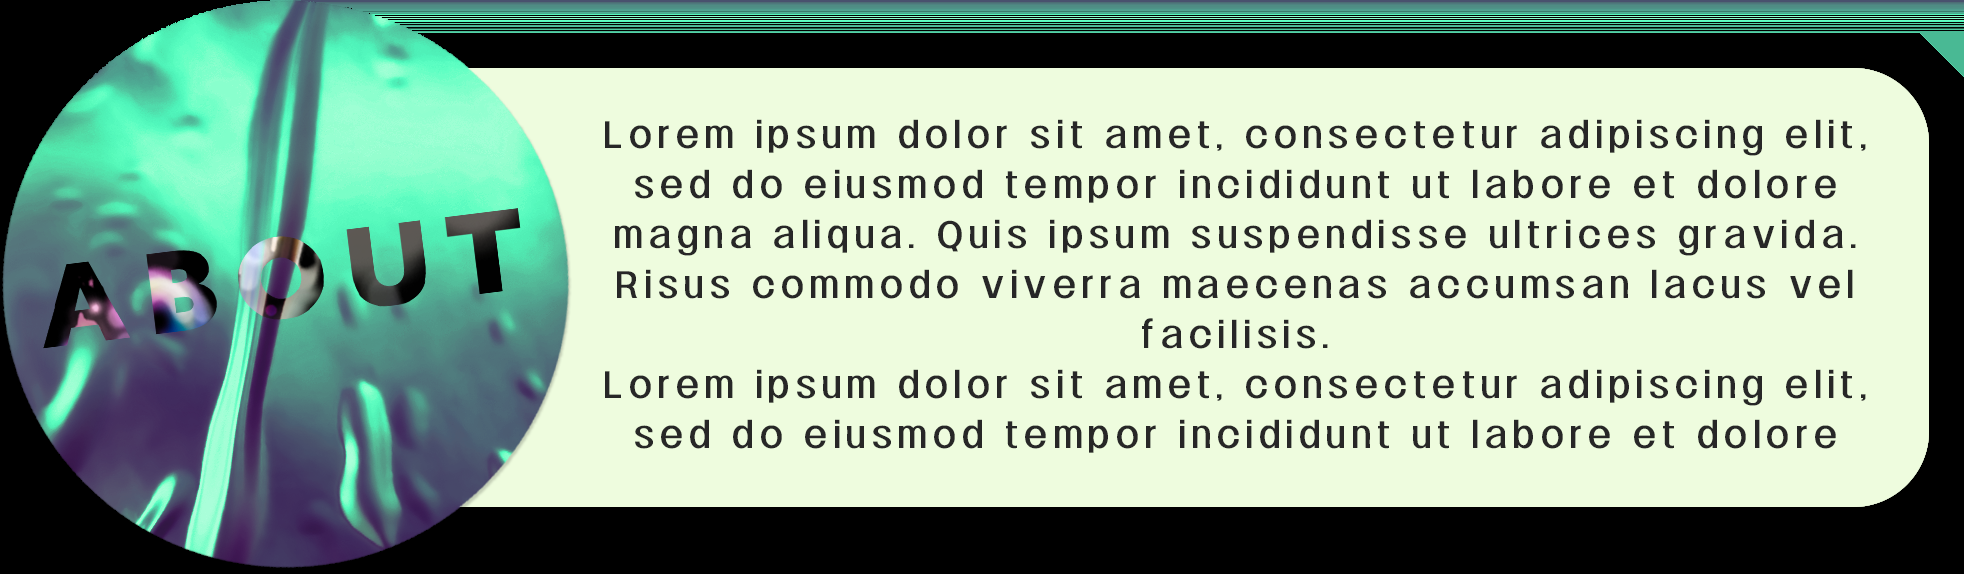 ABOUT
Lorem ipsum dolor sit amet, consectetur adipiscing elit,
sed do eiusmod tempor incididunt ut labore et dolore
magna aliqua. Quis ipsum suspendisse ultrices gravida.
Risus commodo viverra maecenas accumsan lacus vel
facilisis.
Lorem ipsum dolor sit amet, consectetur adipiscing elit,
sed do eiusmod tempor incididunt ut labore et dolore